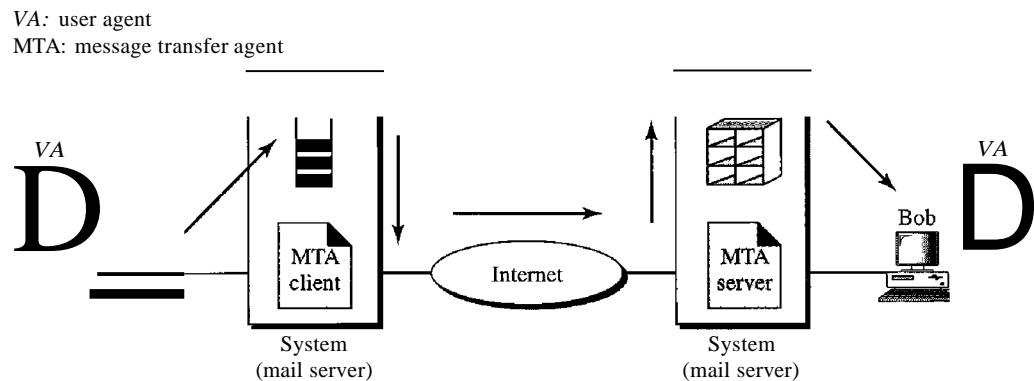 VA: user agent
MTA: message transfer agent
VA
D
VA
D
Bob
MTA
client
Internet
MTA
server
System
(mail server)
System
(mail server)